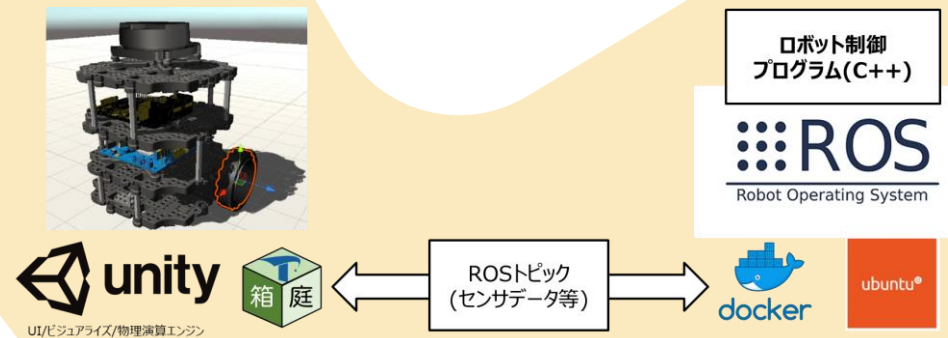 ロボット制御
プログラム(C++)
ROS
Robot Operating System
unity
箱 庭
ROSトピック
(センサデータ等)
docker
ubuntu®
UI/ビジュアライズ/物理演算エンジン